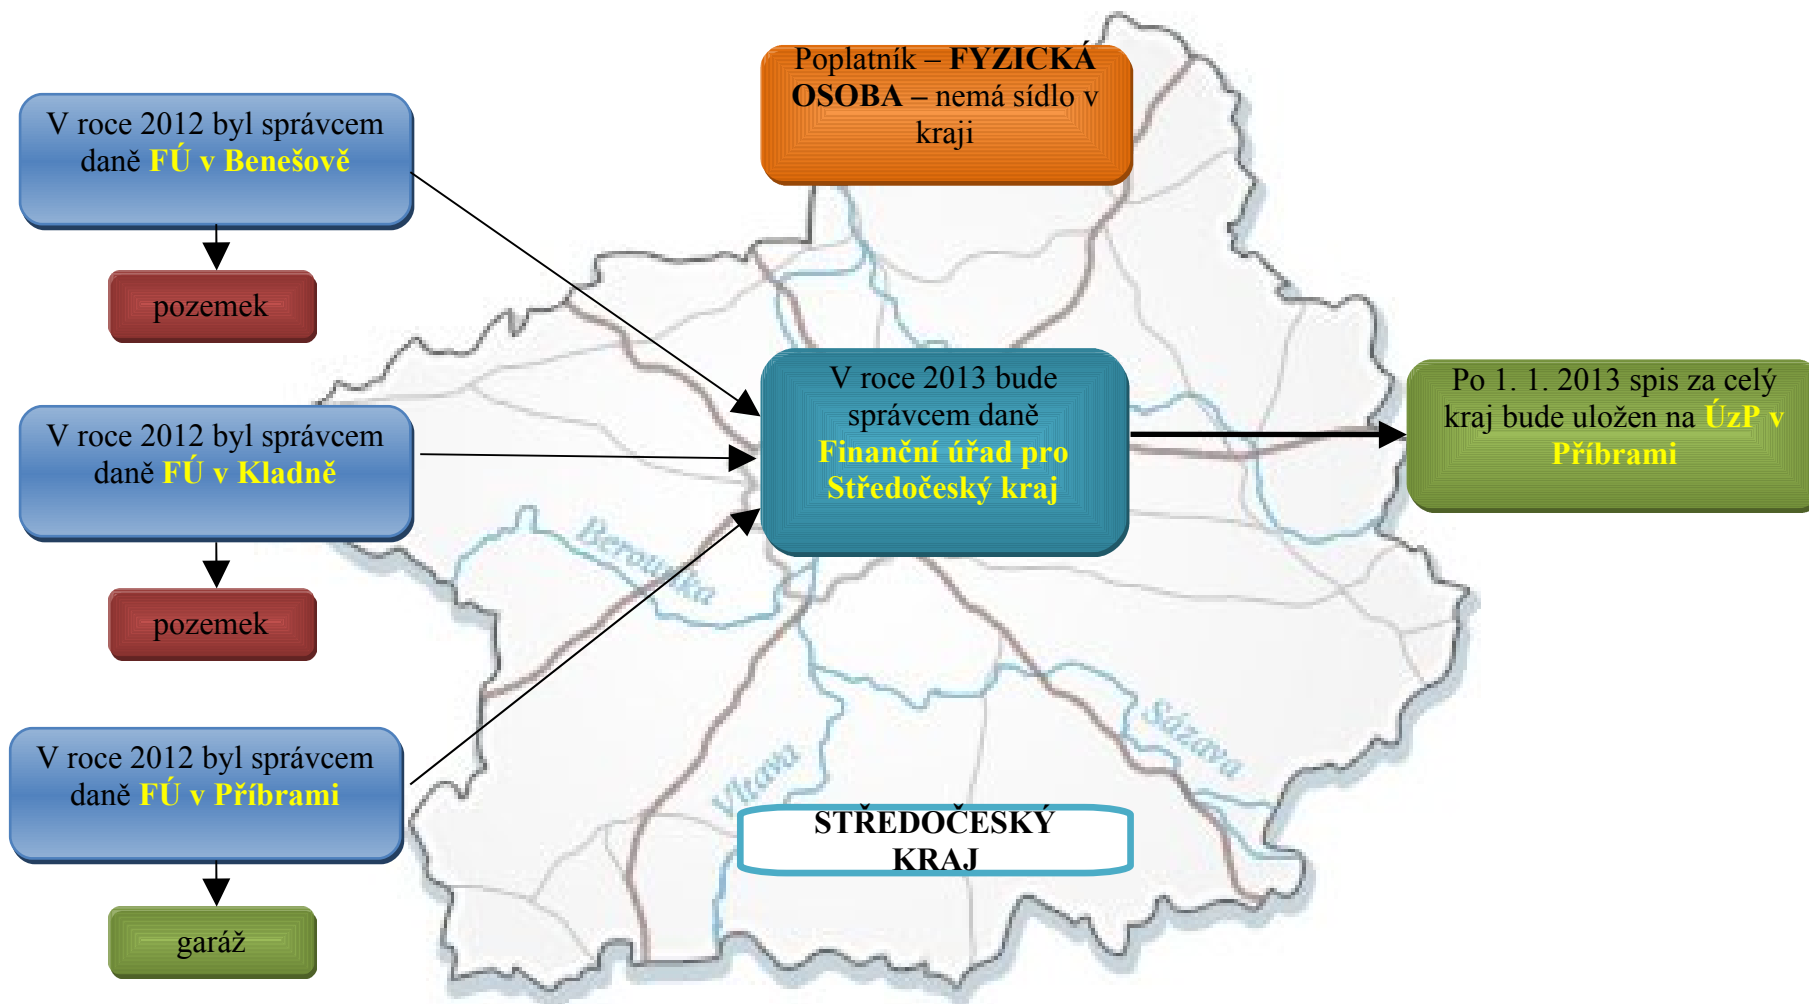 Poplatník – FYZICKÁ
OSOBA – nemá sídlo v
kraji
V roce 2012 byl správcem
daně FÚ v Benešově
pozemek
V roce 2012 byl správcem
daně FÚ v Kladně
pozemek
V roce 2012 byl správcem
daně FÚ v Příbrami
garáž
V roce 2013 bude
správcem daně
Finanční úřad pro
Středočeský kraj
Po 1. 1. 2013 spis za celý
kraj bude uložen na ÚzP v
Příbrami
Berounka
Vltava
Sázava
STŘEDOČESKÝ
KRAJ